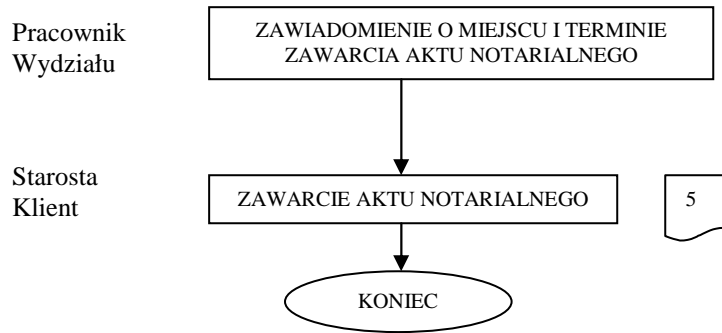 Pracownik
Wydziału
ZAWIADOMIENIE O MIEJSCU I TERMINIE
ZAWARCIA AKTU NOTARIALNEGO
Starosta
Klient
ZAWARCIE AKTU NOTARIALNEGO
5
KONIEC